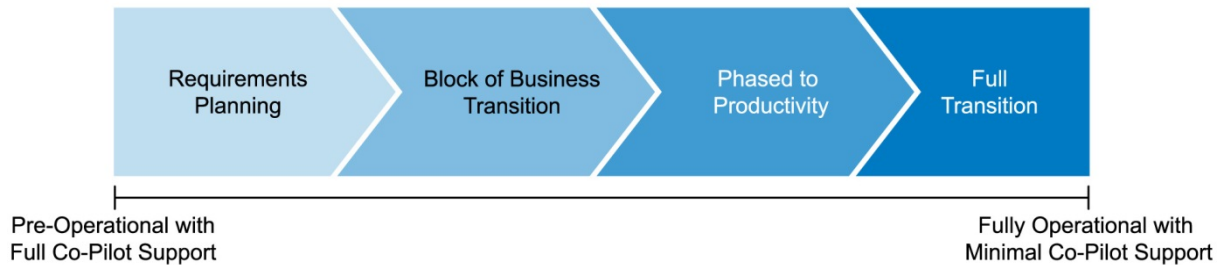 Requirements
Planning
Block of Business
Transition
Phased to
Productivity
Full
Transition
Pre-Operational with
Full Co-Pilot Support
Fully Operational with
Minimal Co-Pilot Support